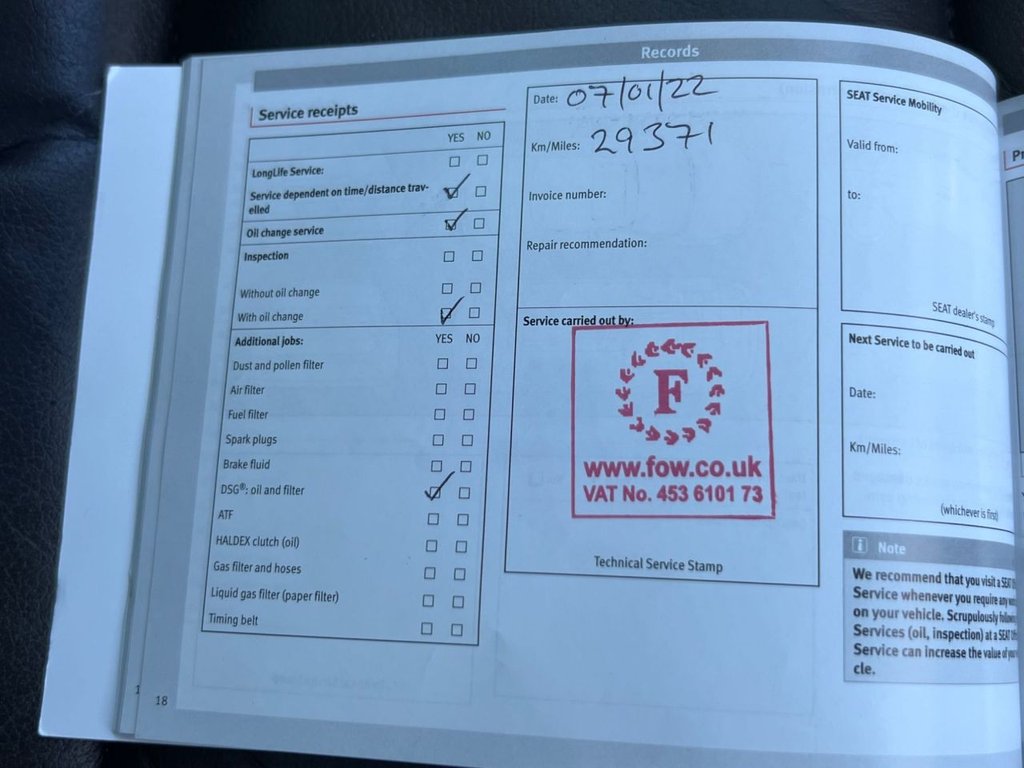 Records
Service receipts
YES NO
LongLife Service:
Service dependent on time/distance trav-
elled
Oil change service
Inspection
Without oil change
With oil change
Additional jobs: YES NO
Dust and pollen filter
Air filter
Fuel filter
Spark plugs
Brake fluid
DSG®: oil and filter
ATF
HALDEX clutch (oil)
Gas filter and hoses
Liquid gas filter (paper filter)
Timing belt
18
Date: 07/01/22
Km/Miles: 29371
Invoice number:
Repair recommendation:
Service carried out by:
F
www.fow.co.uk
VAT No. 453 6101 73
Technical Service Stamp
SEAT Service Mobility
Valid from:
to:
SEAT dealer's stamp
Next Service to be carried out
Date:
Km/Miles:
(whichever is first)
i Note
We recommend that you visit a SEAT
Service whenever you require any
on your vehicle. Scrupulously
Services (oil, inspection) at a SEAT
Service can increase the value of
cle.